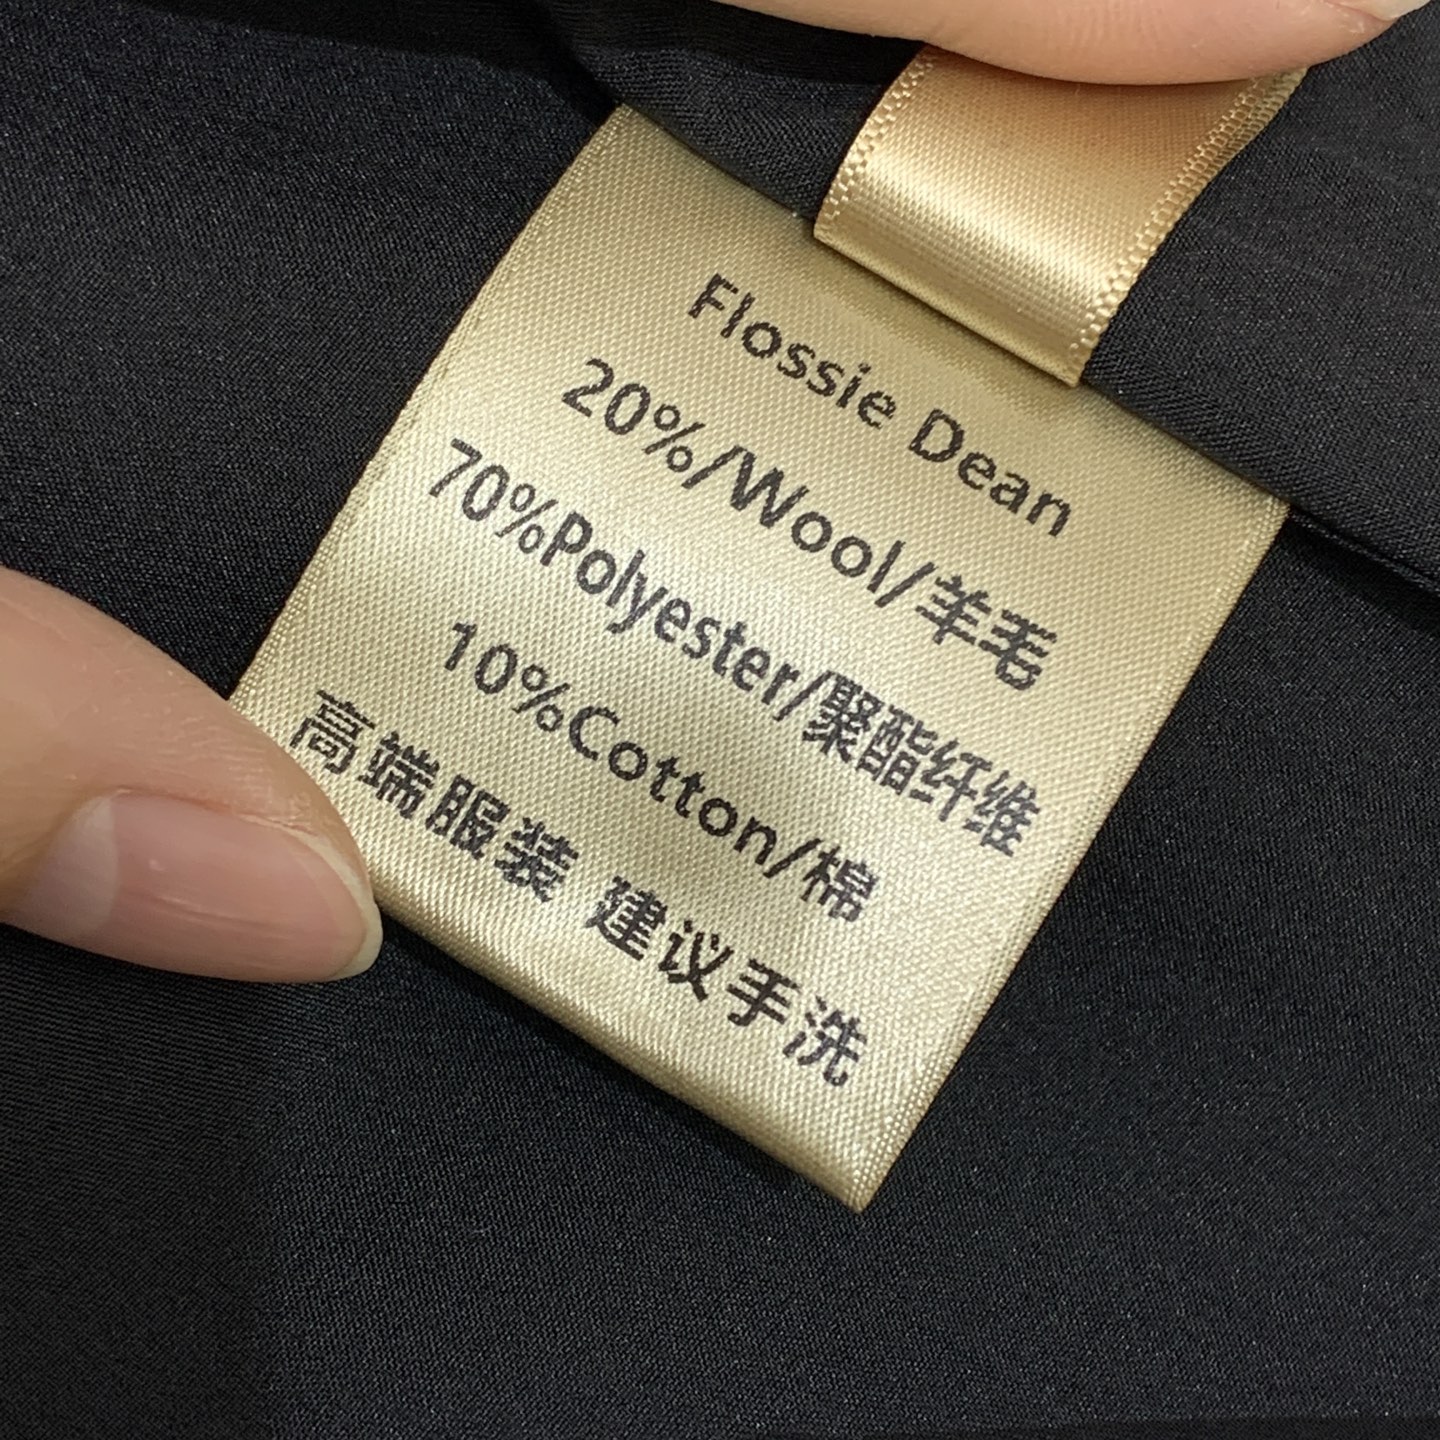 Flossie Dean
20%/Wool/羊毛
70%Polyester/聚酯纤维
10%Cotton/棉
高端服装 建议手洗